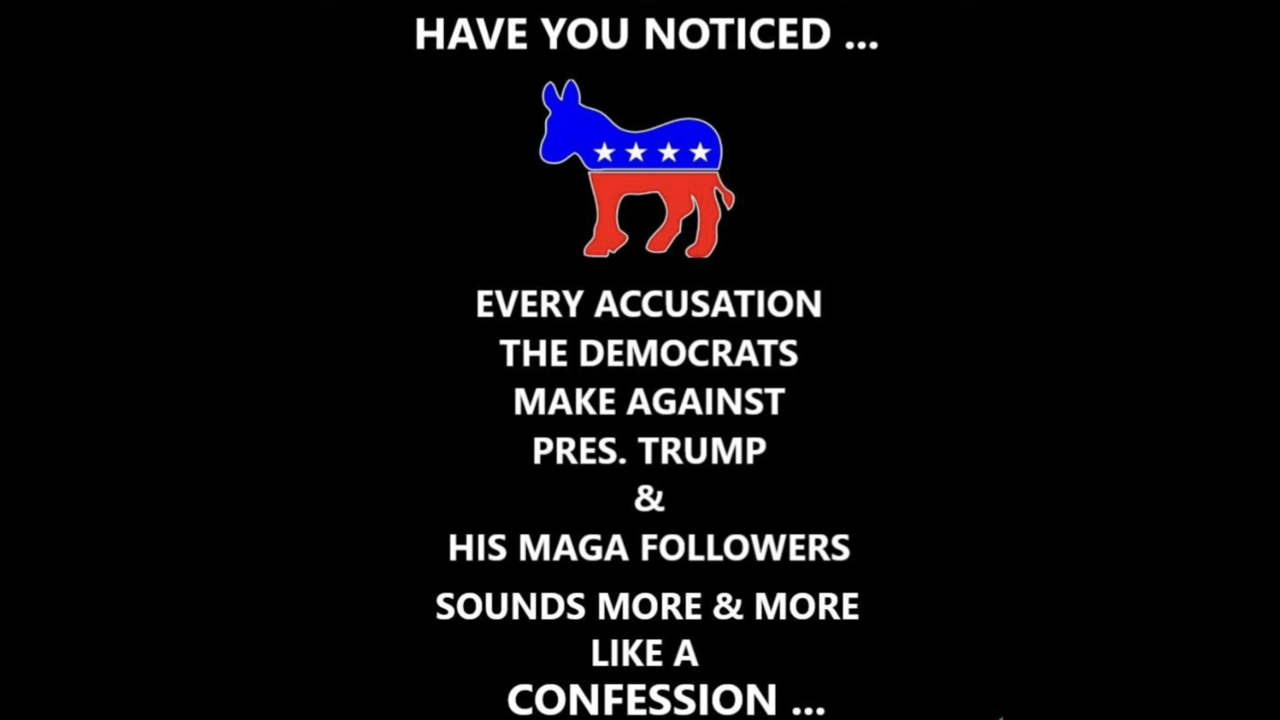 HAVE YOU NOTICED ...
EVERY ACCUSATION
THE DEMOCRATS
MAKE AGAINST
PRES. TRUMP
&
HIS MAGA FOLLOWERS
SOUNDS MORE & MORE
LIKE A
CONFESSION ...